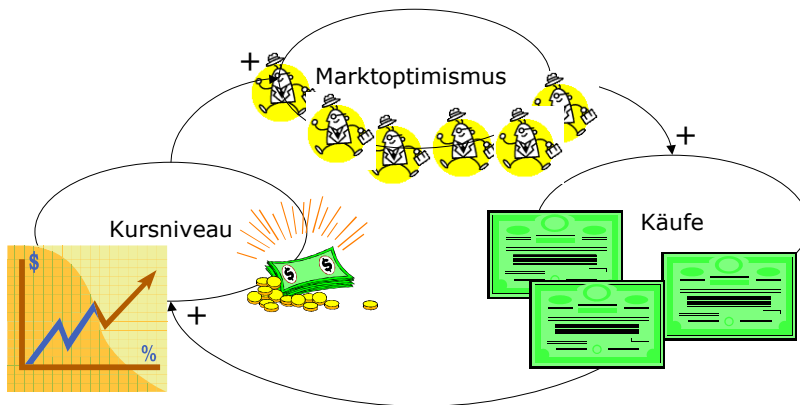 +
Marktoptimismus
+
Kursniveau
Käufe
$
$
$
+
%